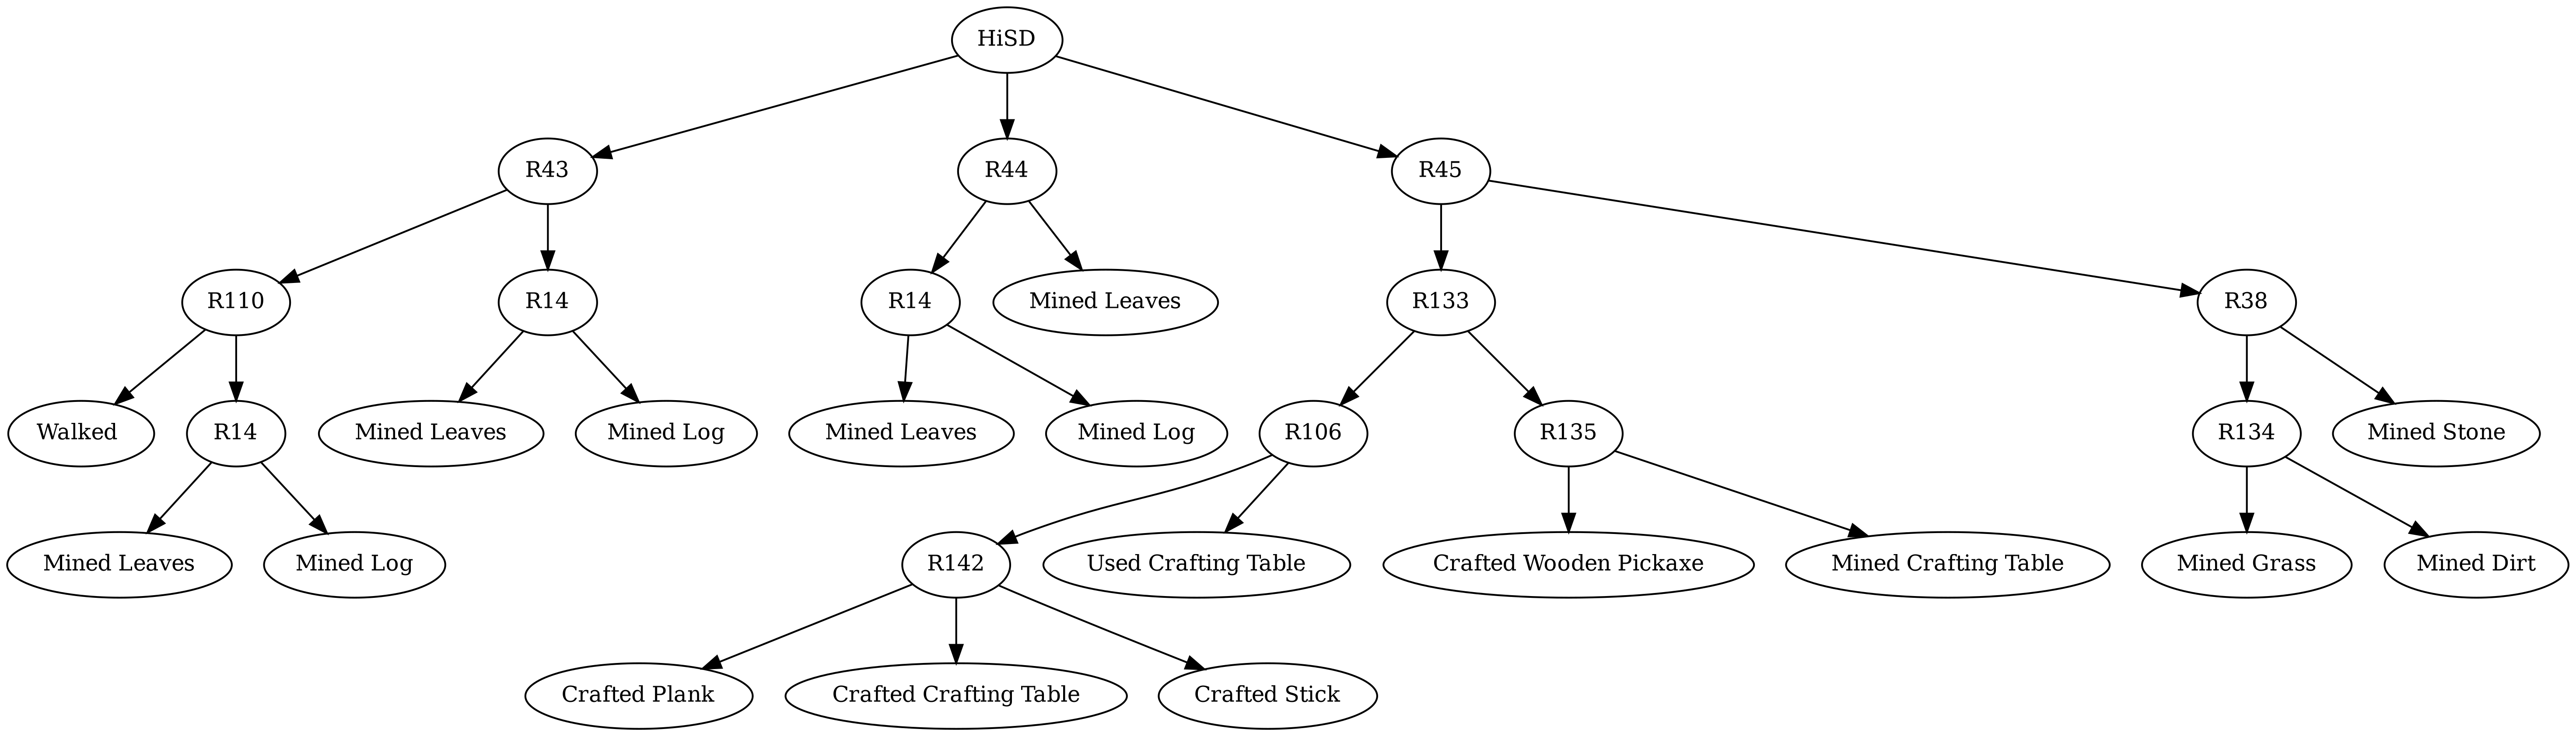 HiSD
R43
R44
R45
R110
R14
R14
Mined Leaves
R133
R38
Walked
R14
Mined Leaves
Mined Log
Mined Leaves
Mined Log
R106
R135
R134
Mined Stone
Mined Leaves
Mined Log
R142
Used Crafting Table
Crafted Wooden Pickaxe
Mined Crafting Table
Mined Grass
Mined Dirt
Crafted Plank
Crafted Crafting Table
Crafted Stick